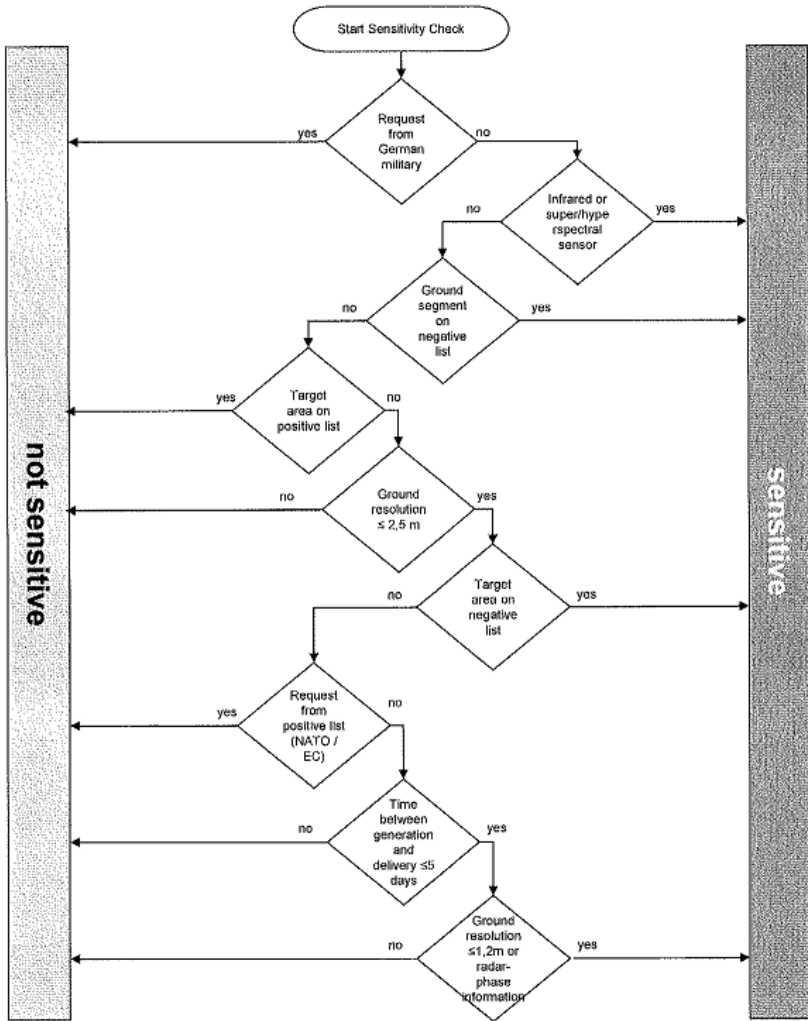 Start Sensitivity Check
Request
from
German
military
yes
no
Infrared or
super/hype
rspectral
sensor
no
yes
Ground
segment
on
negative
list
no
yes
Target
area on
positive list
yes
no
Ground
resolution
≤ 2,5 m
no
yes
Target
area on
negative
list
no
yes
Request
from
positive list
(NATO /
EC)
yes
no
Time
between
generation
and
delivery ≤5
days
no
yes
Ground
resolution
≤1,2m or
radar-
phase
information
no
yes
not sensitive
sensitive